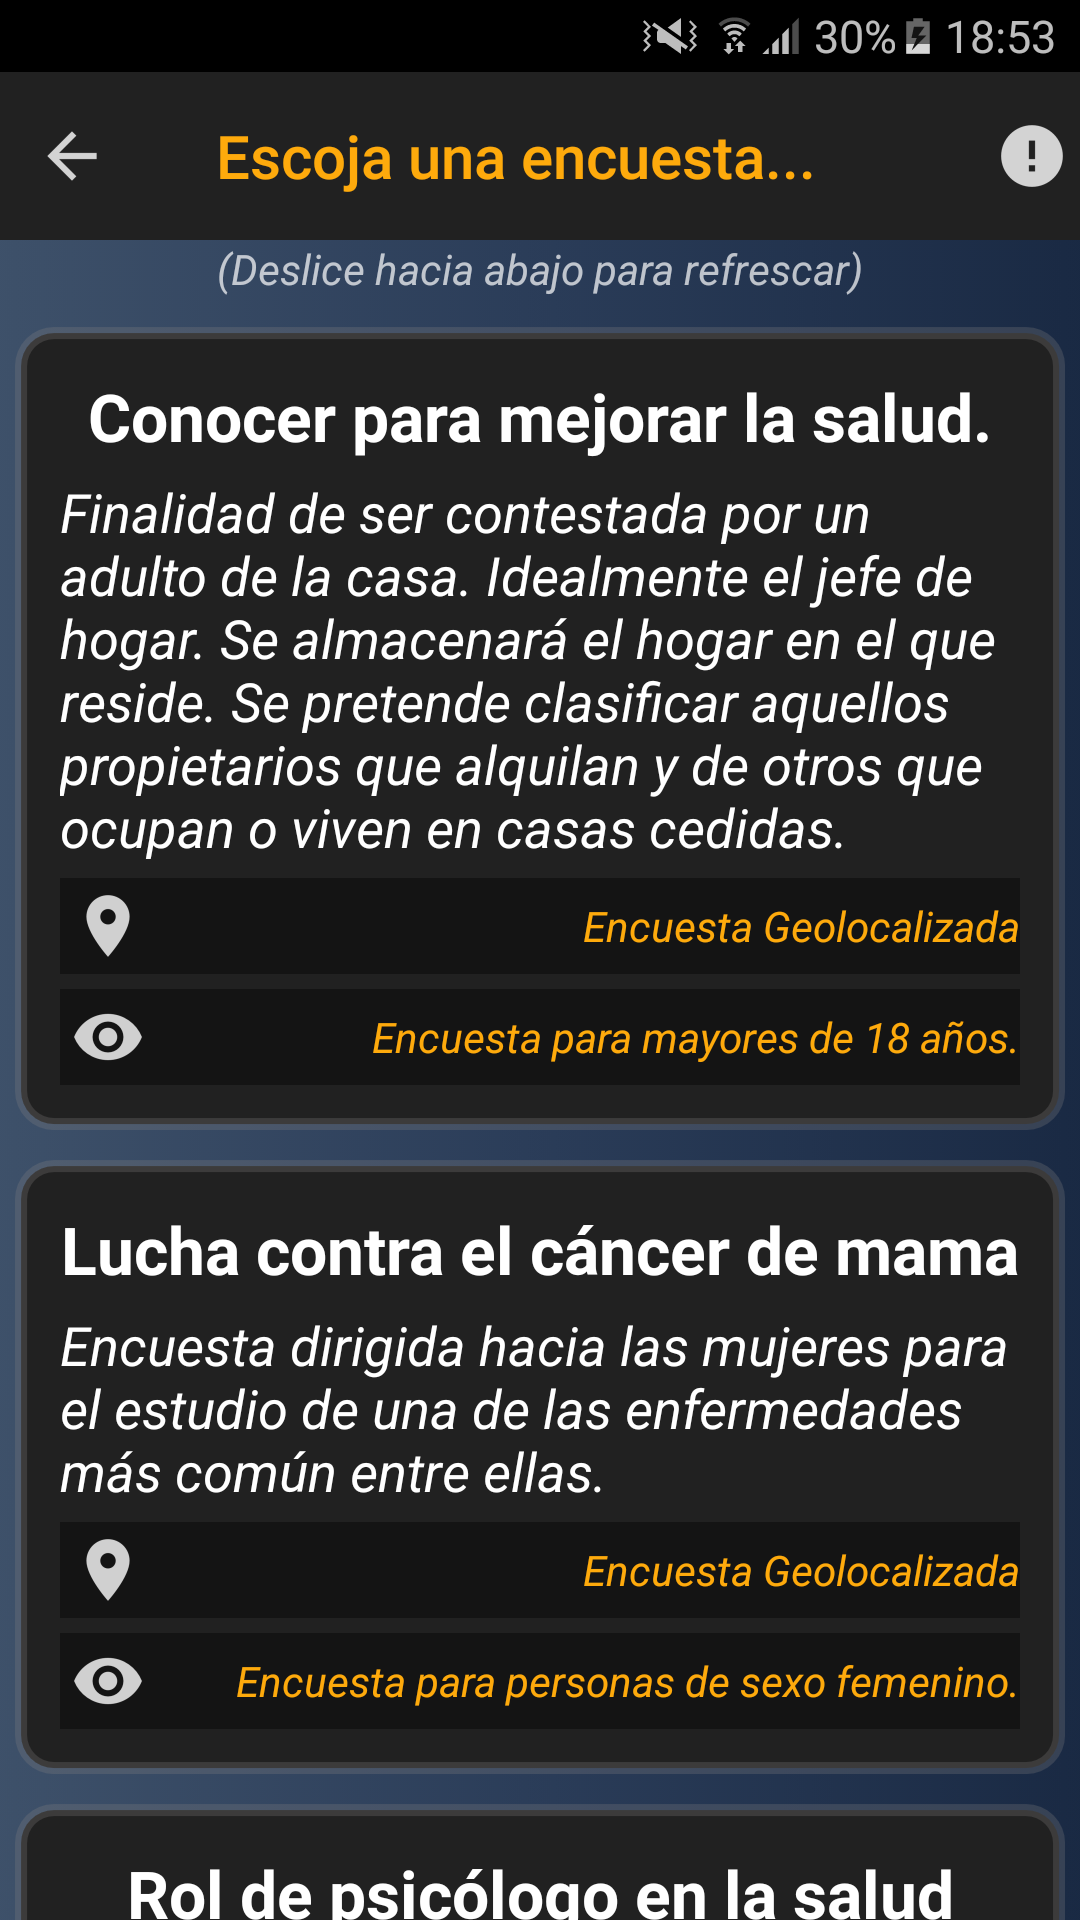 30% 18:53
Escoja una encuesta...
(Deslice hacia abajo para refrescar)
Conocer para mejorar la salud.
Finalidad de ser contestada por un
adulto de la casa. Idealmente el jefe de
hogar. Se almacenará el hogar en el que
reside. Se pretende clasificar aquellos
propietarios que alquilan y de otros que
ocupan o viven en casas cedidas.
Encuesta Geolocalizada
Encuesta para mayores de 18 años.
Lucha contra el cáncer de mama
Encuesta dirigida hacia las mujeres para
el estudio de una de las enfermedades
más común entre ellas.
Encuesta Geolocalizada
Encuesta para personas de sexo femenino.
Rol de psicólogo en la salud